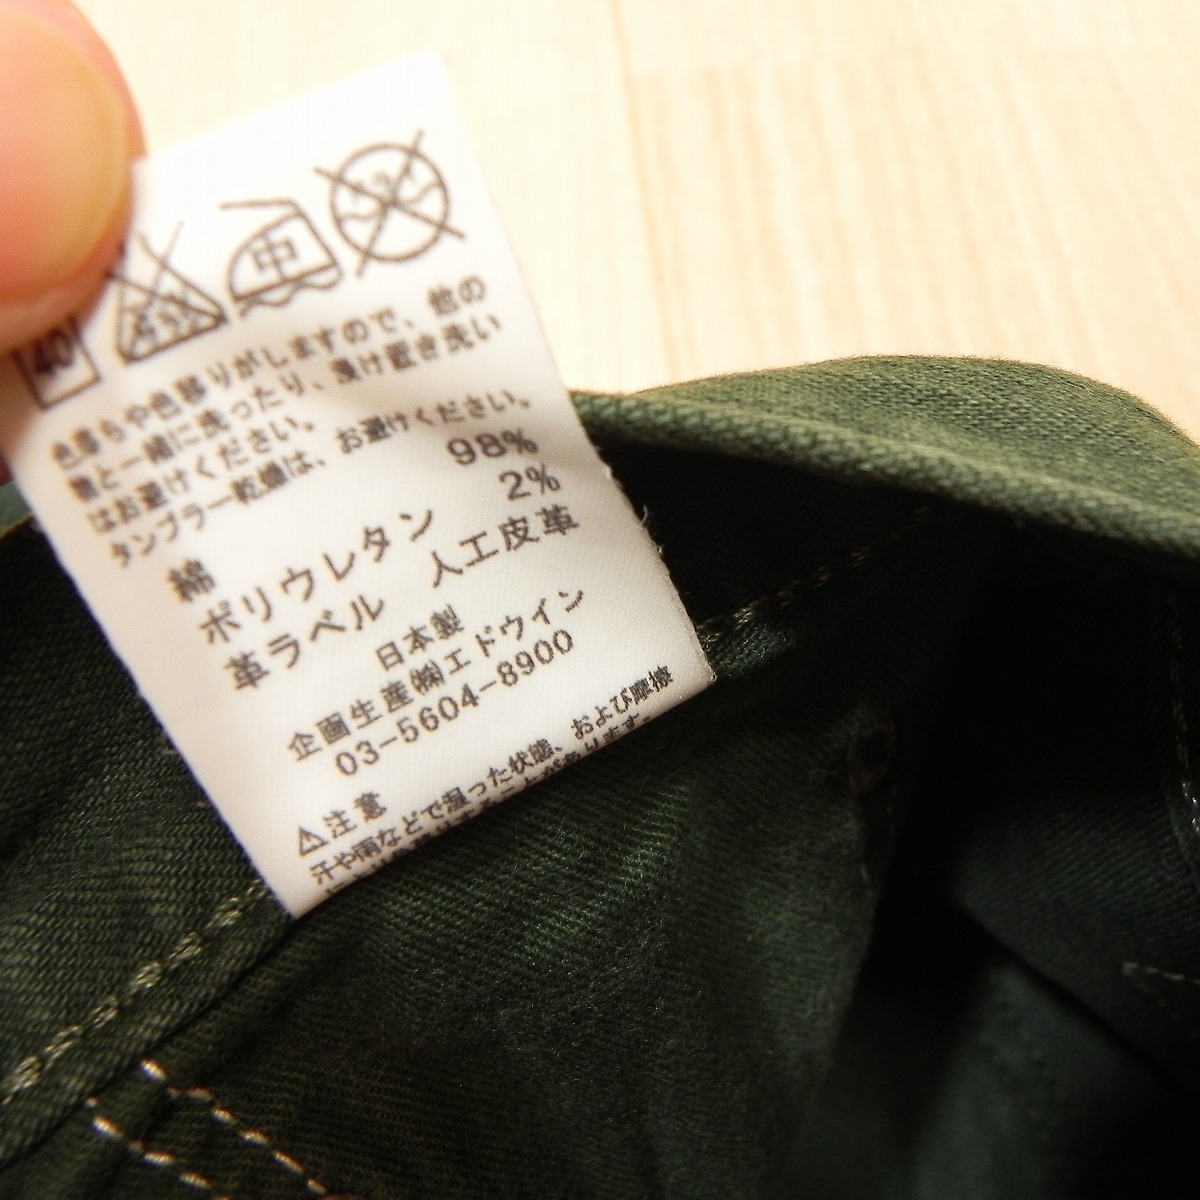 40 中
色落ちや色移りがしますので、他の
物と一緒に洗ったり、浸け置き洗い
はお避けください。
タンブラー乾燥は、お避けください。
綿 98%
ポリウレタン 2%
革ラベル 人工皮革
日本製
企画生産㈱エドウイン
03-5604-8900
⚠注意
汗や雨などで湿った状態、および摩擦